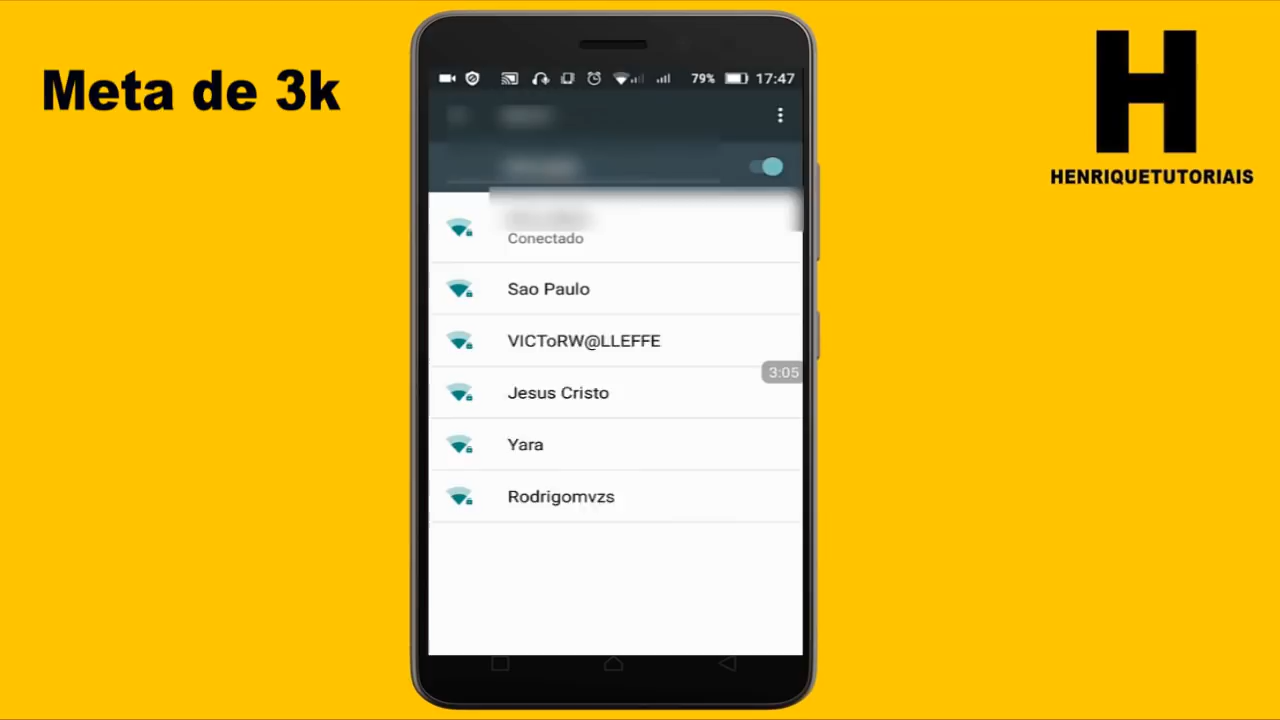 Meta de 3k
H
HENRIQUETUTORIAIS
79% 17:47
Conectado
Sao Paulo
VICToRW@LLEFFE
3:05
Jesus Cristo
Yara
Rodrigomvzs